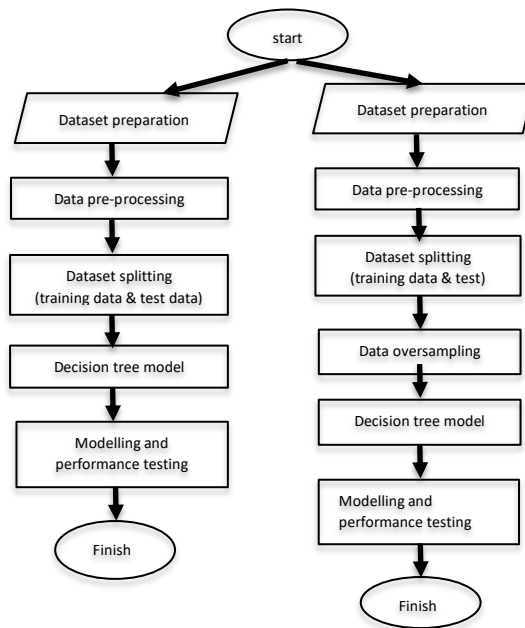 start
Dataset preparation
Data pre-processing
Dataset splitting
(training data & test data)
Decision tree model
Modelling and
performance testing
Finish
Dataset preparation
Data pre-processing
Dataset splitting
(training data & test)
Data oversampling
Decision tree model
Modelling and
performance testing
Finish